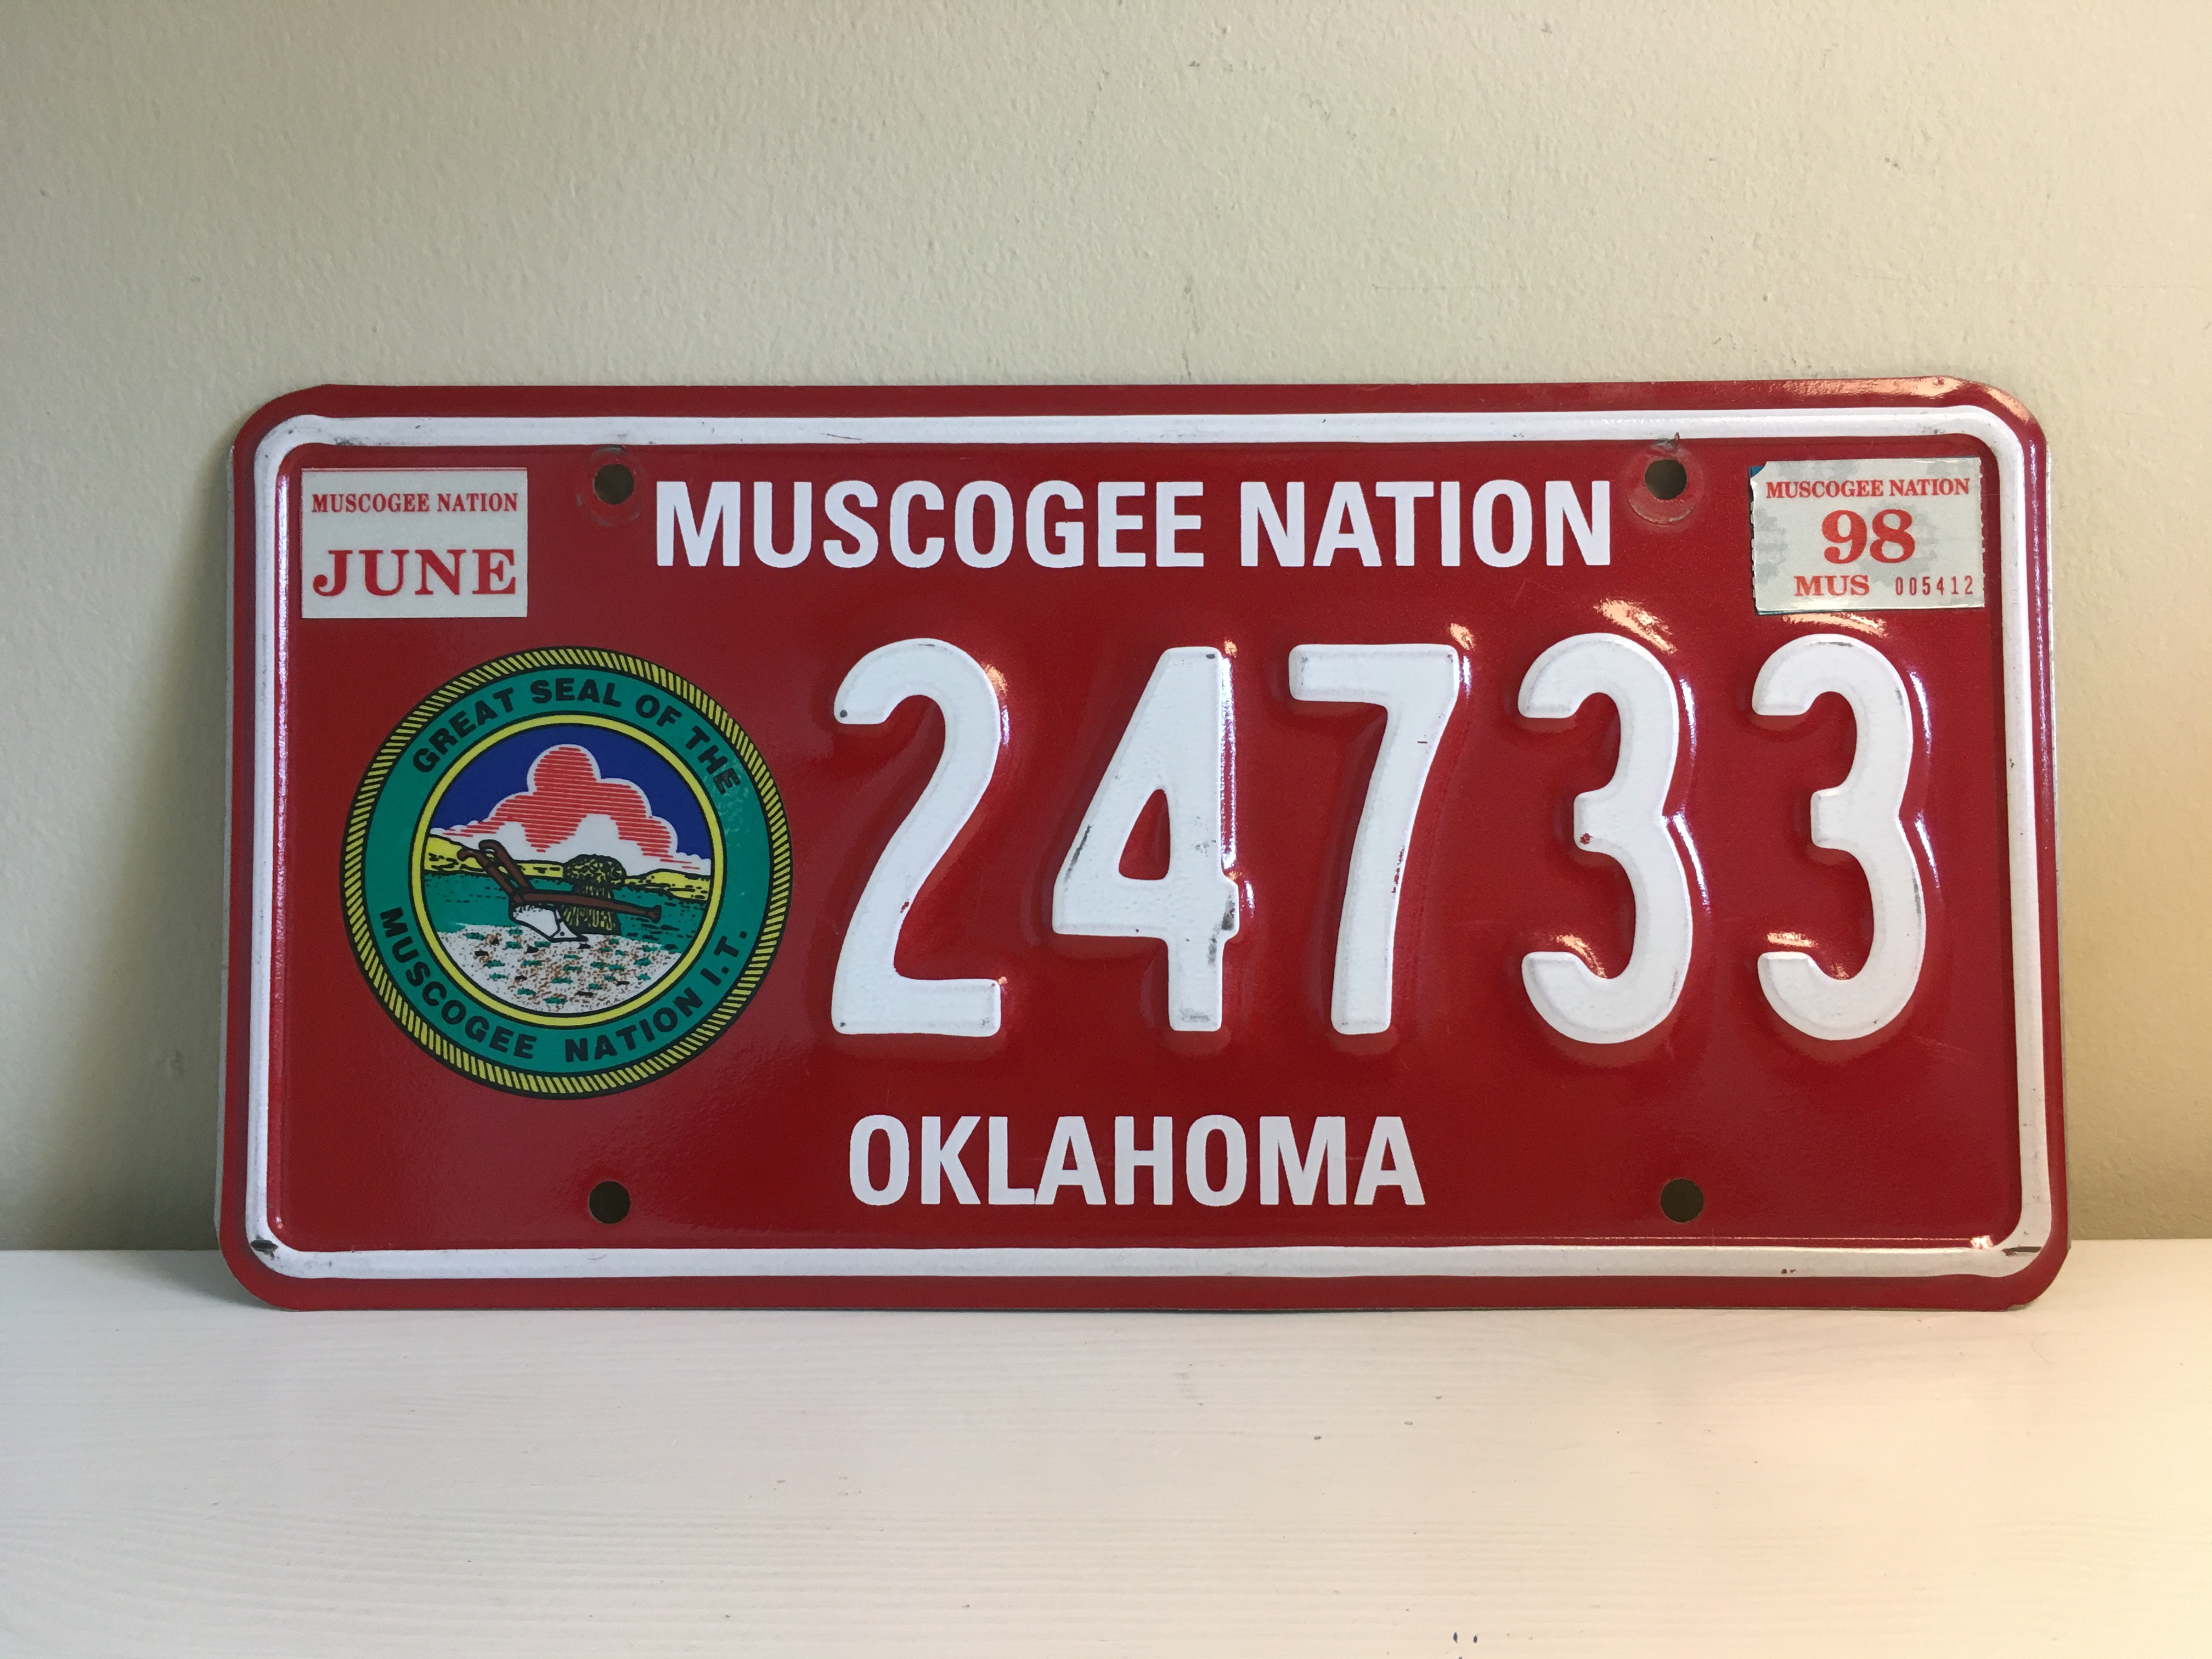 MUSCOGEE NATION
JUNE
MUSCOGEE NATION
MUSCOGEE NATION
98
MUS 005412
GREAT SEAL OF THE
MUSCOGEE NATION I.T.
24733
OKLAHOMA